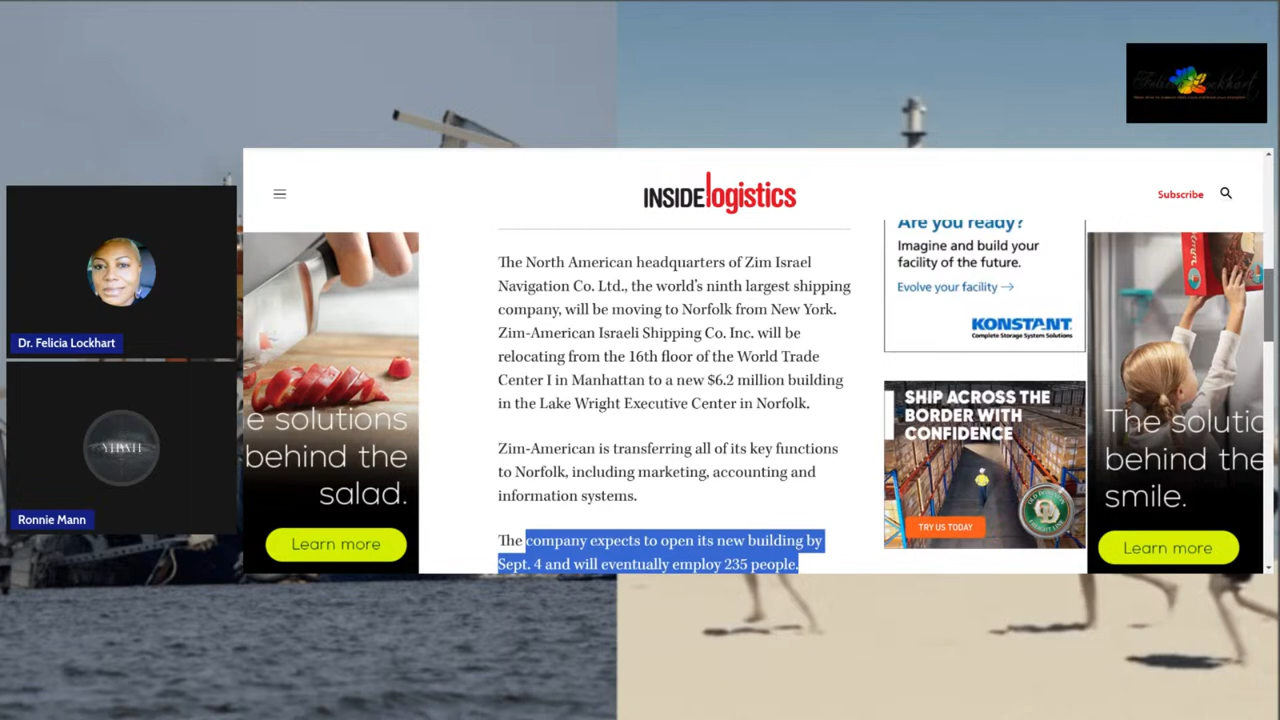 Dr. Felicia Lockhart
Ronnie Mann
INSIDElogistics
Subscribe
e solutions
behind the
salad.
Learn more
The North American headquarters of Zim Israel
Navigation Co. Ltd., the world's ninth largest shipping
company, will be moving to Norfolk from New York.
Zim-American Israeli Shipping Co. Inc. will be
relocating from the 16th floor of the World Trade
Center I in Manhattan to a new $6.2 million building
in the Lake Wright Executive Center in Norfolk.
Zim-American is transferring all of its key functions
to Norfolk, including marketing, accounting and
information systems.
The company expects to open its new building by
Sept. 4 and will eventually employ 235 people.
Are you ready?
Imagine and build your
facility of the future.
Evolve your facility →
KONSTANT
Complete Storage System Solutions
SHIP ACROSS THE
BORDER WITH
CONFIDENCE
TRY US TODAY
The solutio
behind the
smile.
Learn more